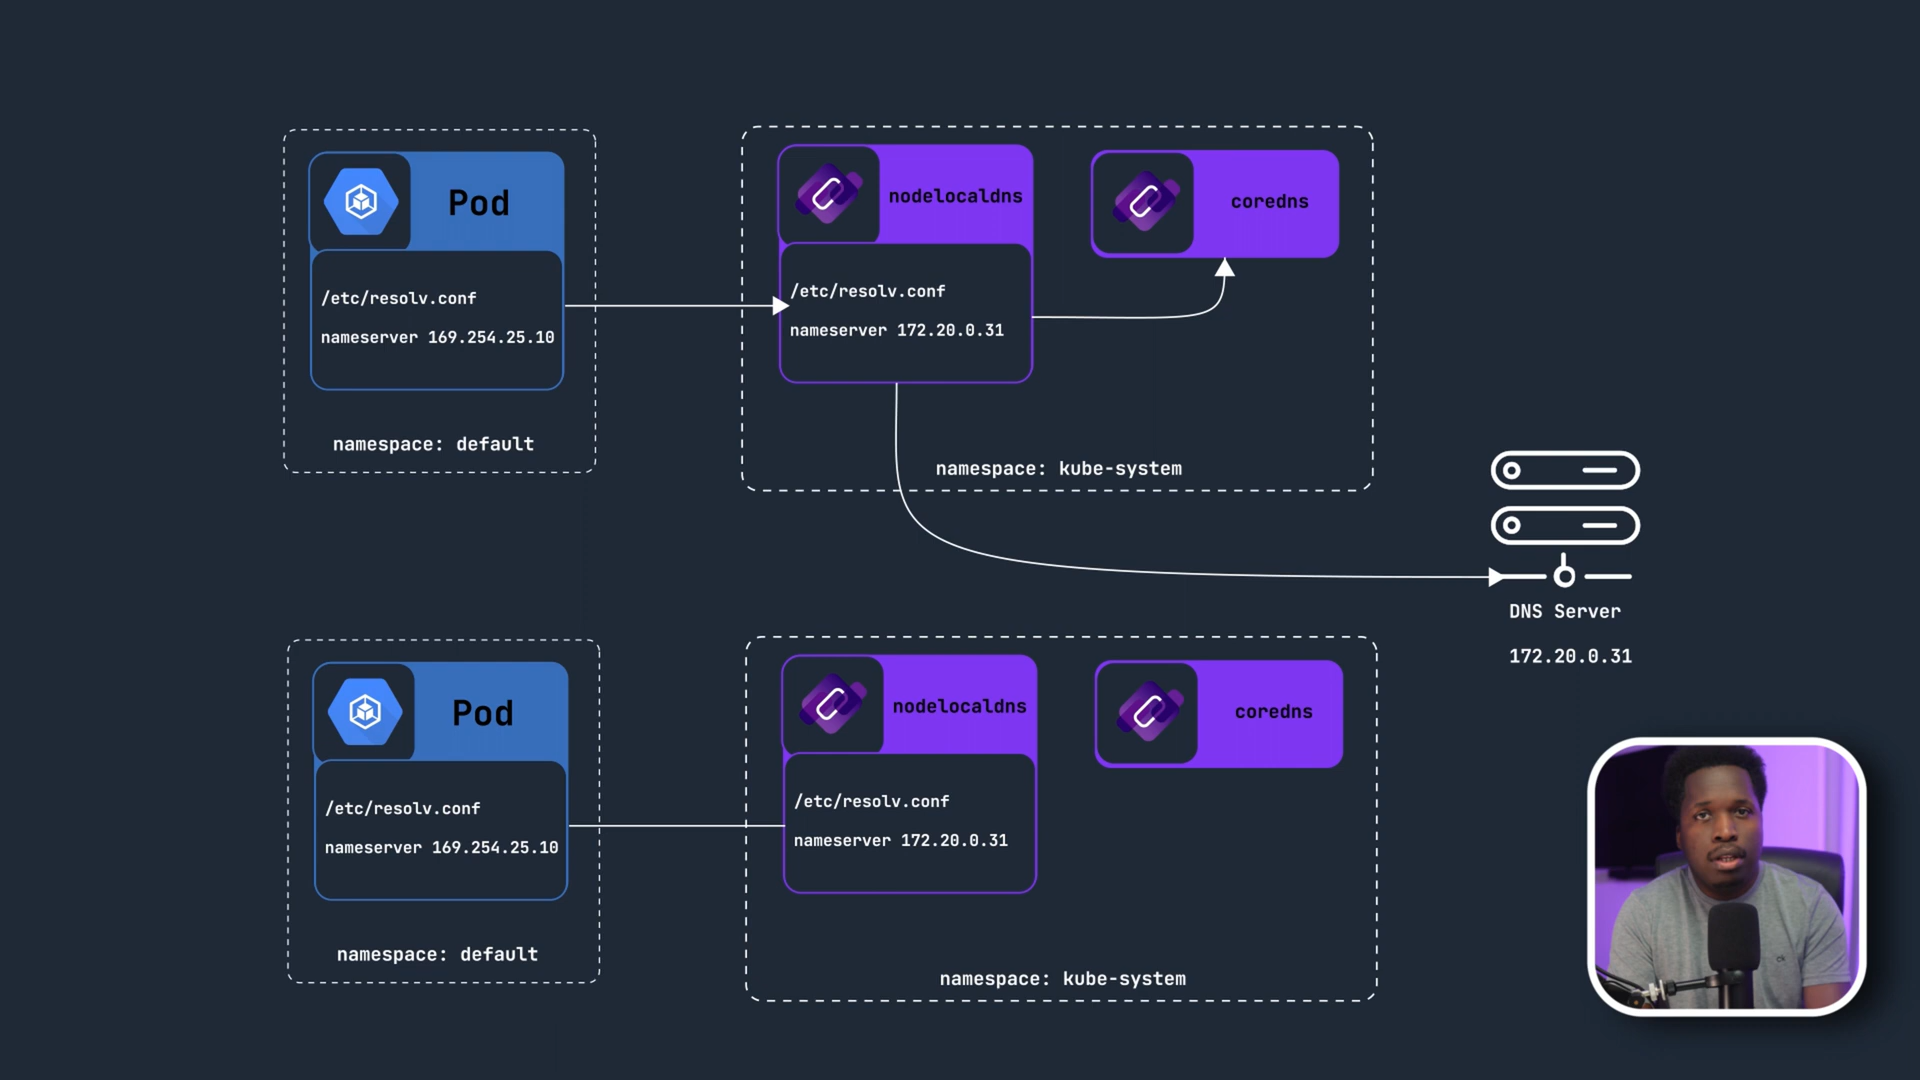 Pod
/etc/resolv.conf
nameserver 169.254.25.10
namespace: default
nodelocaldns
/etc/resolv.conf
nameserver 172.20.0.31
coredns
namespace: kube-system
DNS Server
172.20.0.31
Pod
/etc/resolv.conf
nameserver 169.254.25.10
namespace: default
nodelocaldns
/etc/resolv.conf
nameserver 172.20.0.31
coredns
namespace: kube-system